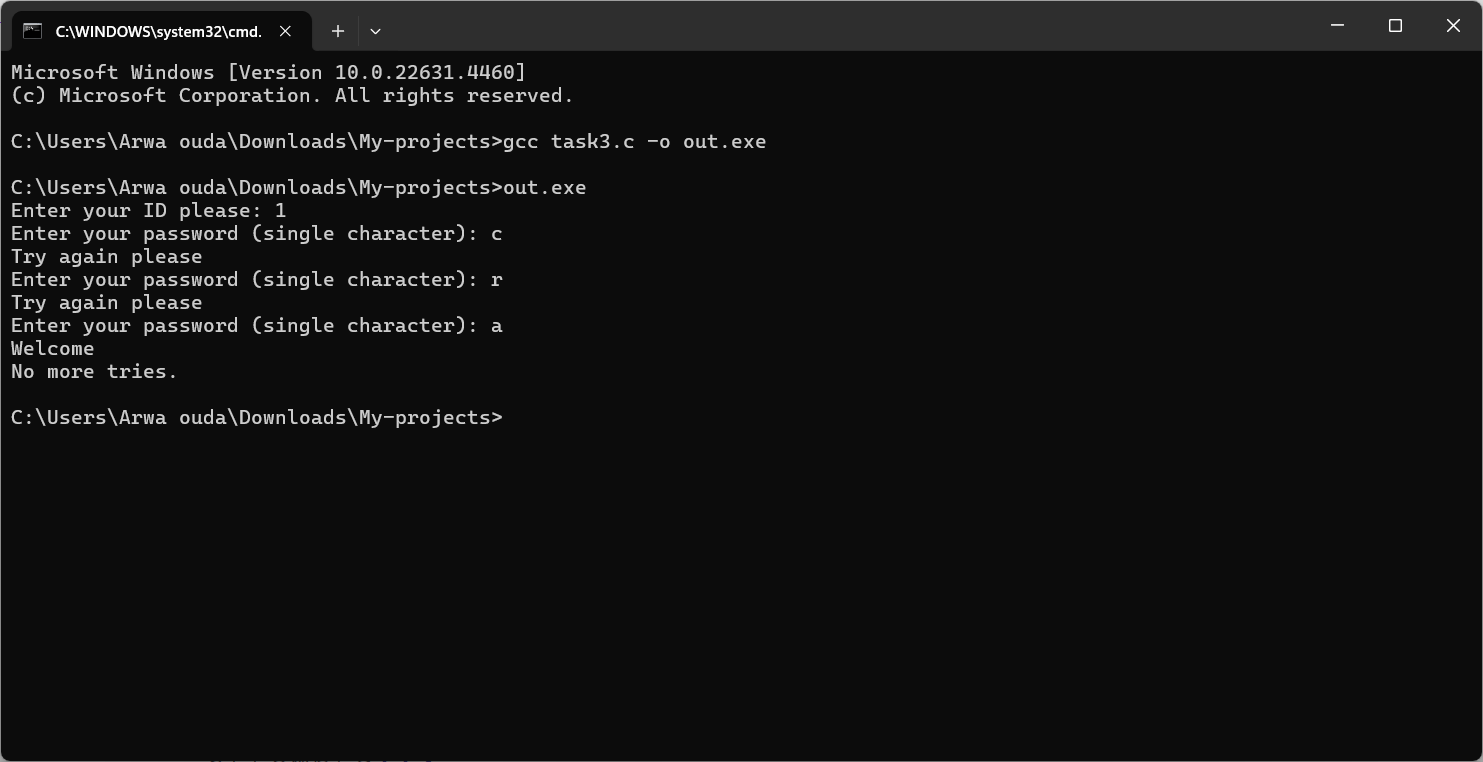 C:\WINDOWS\system32\cmd.
Microsoft Windows [Version 10.0.22631.4460]
(c) Microsoft Corporation. All rights reserved.
C:\Users\Arwa ouda\Downloads\My-projects>gcc task3.c -o out.exe
C:\Users\Arwa ouda\Downloads\My-projects>out.exe
Enter your ID please: 1
Enter your password (single character): c
Try again please
Enter your password (single character): r
Try again please
Enter your password (single character): a
Welcome
No more tries.
C:\Users\Arwa ouda\Downloads\My-projects>